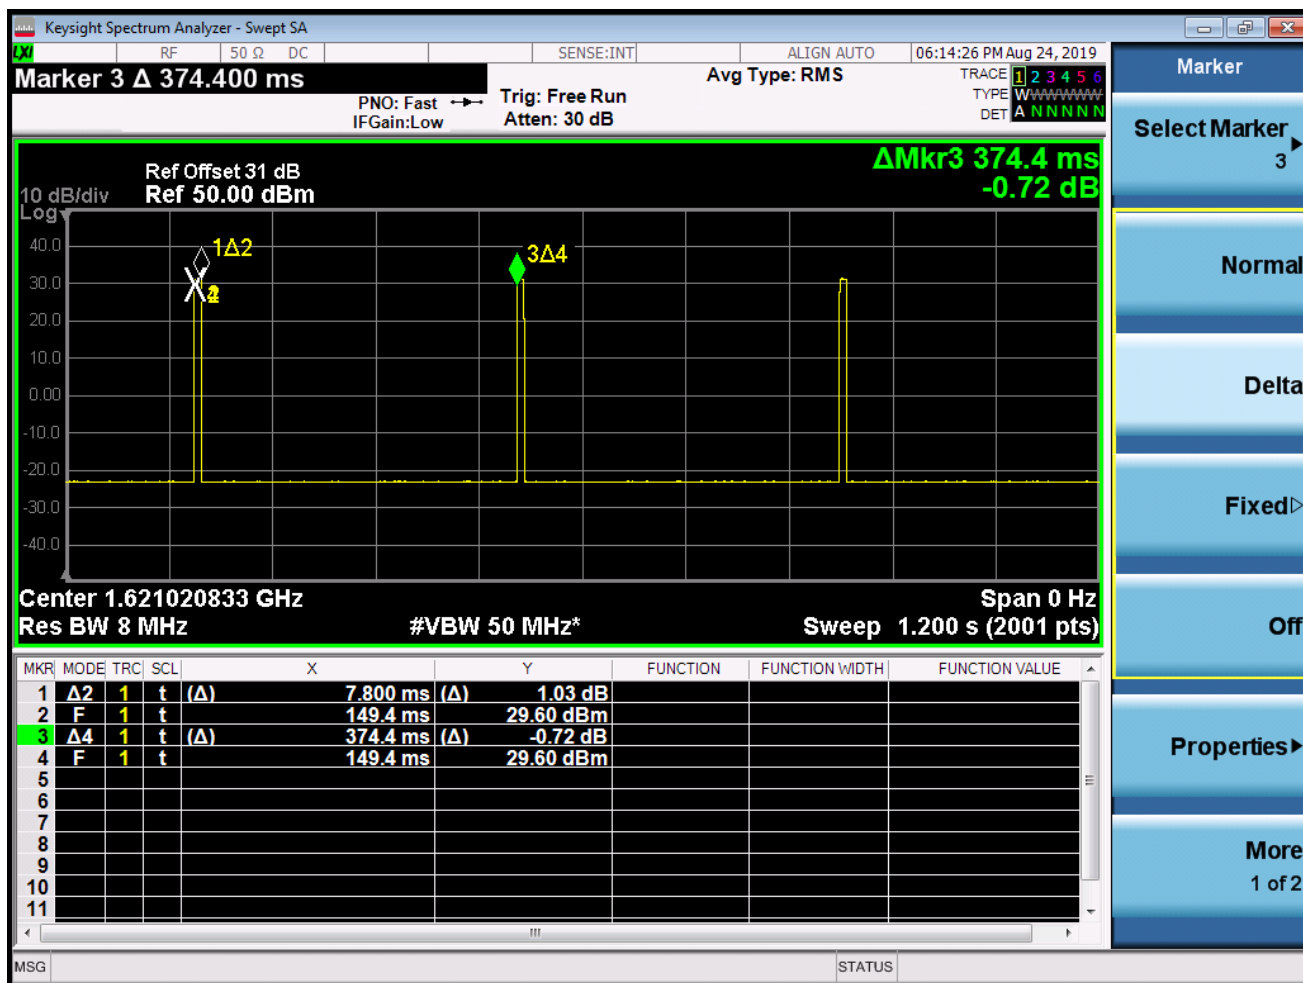 Keysight Spectrum Analyzer - Swept SA
LXI RF 50 Ω DC SENSE:INT ALIGN AUTO 06:14:26 PM Aug 24, 2019
Marker 3 Δ 374.400 ms
PNO: Fast
IFGain:Low
Trig: Free Run
Atten: 30 dB
Avg Type: RMS
TRACE 1 2 3 4 5 6
TYPE WWWWWW
DET A N N N N N
ΔMkr3 374.4 ms
-0.72 dB
Ref Offset 31 dB
10 dB/div Ref 50.00 dBm
Log
40.0
30.0
20.0
10.0
0.00
-10.0
-20.0
-30.0
-40.0
1Δ2
3Δ4
Center 1.621020833 GHz Span 0 Hz
Res BW 8 MHz #VBW 50 MHz* Sweep 1.200 s (2001 pts)
MKR MODE TRC SCL X Y FUNCTION FUNCTION WIDTH FUNCTION VALUE
1 Δ2 1 t (Δ) 7.800 ms (Δ) 1.03 dB
2 F 1 t 149.4 ms 29.60 dBm
3 Δ4 1 t (Δ) 374.4 ms (Δ) -0.72 dB
4 F 1 t 149.4 ms 29.60 dBm
5
6
7
8
9
10
11
MSG STATUS
Marker
Select Marker
3
Normal
Delta
Fixed
Off
Properties
More
1 of 2